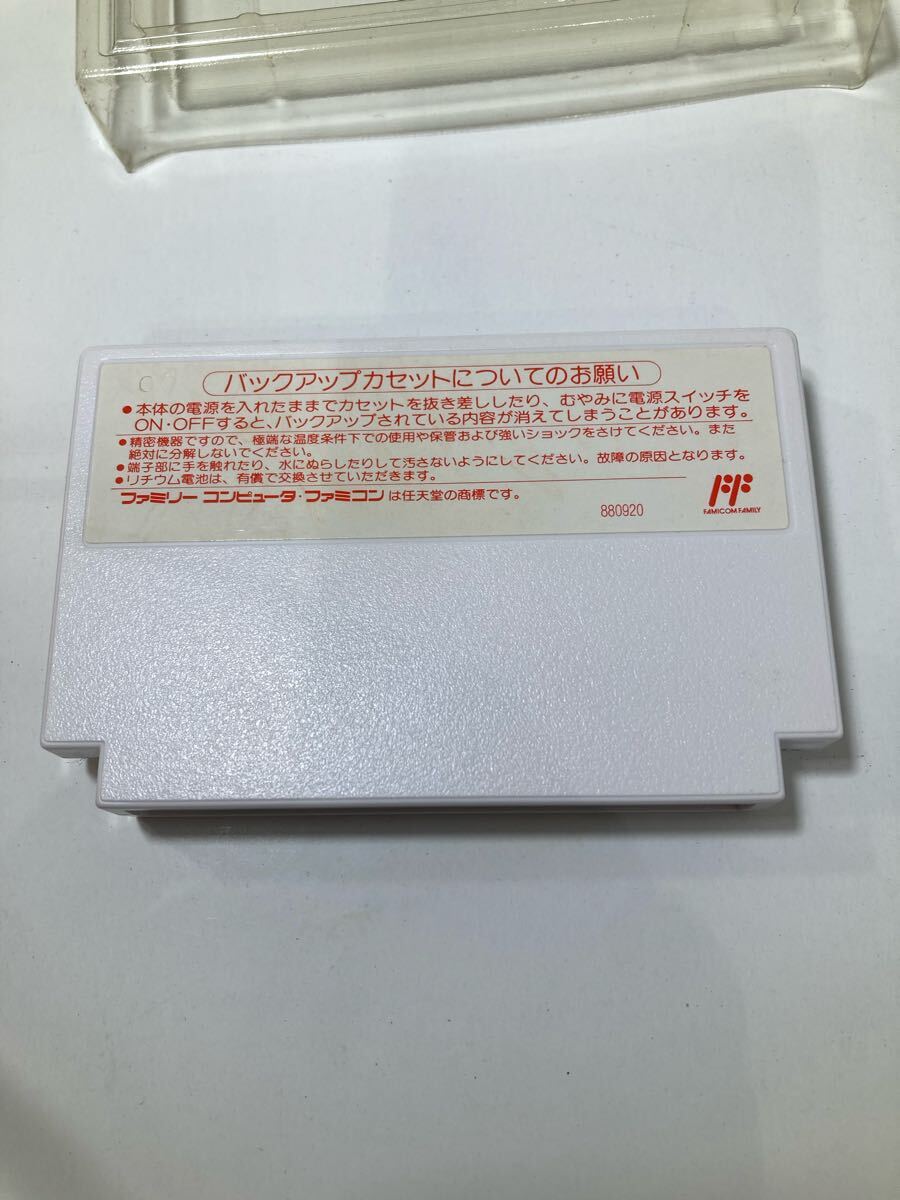 バックアップカセットについてのお願い
●本体の電源を入れたままでカセットを抜き差ししたり、むやみに電源スイッチを
ON・OFFすると、バックアップされている内容が消えてしまうことがあります。
●精密機器ですので、極端な温度条件下での使用や保管および強いショックをさけてください。また
絶対に分解しないでください。
●端子部に手を触れたり、水にぬらしたりして汚さないようにしてください。故障の原因となります。
●リチウム電池は、有償で交換させていただきます。
ファミリー コンピュータ・ファミコン は任天堂の商標です。
880920
FAMICOM FAMILY